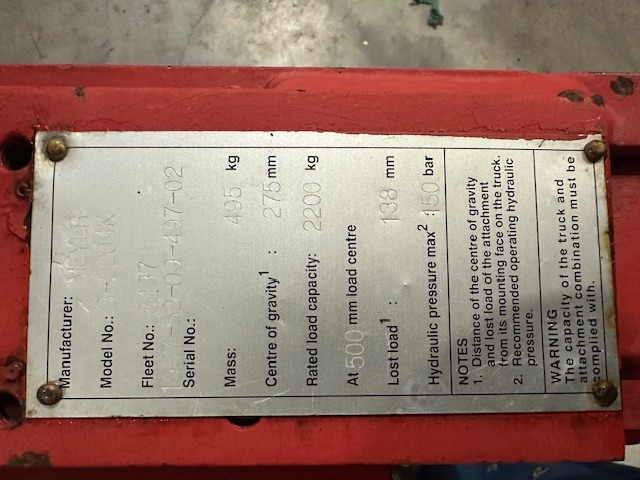 Manufacturer: MEYER
Model No.:
Fleet No.:
Serial No.:
Mass: 495 kg
Centre of gravity¹ : 275 mm
Rated load capacity: 2200 kg
At 500 mm load centre
Lost load¹ : 138 mm
Hydraulic pressure max² : 150 bar
NOTES
1. Distance of the centre of gravity
and lost load of the attachment
from its mounting face on the truck.
2. Recommended operating hydraulic
pressure.
WARNING
The capacity of the truck and
attachment combination must be
complied with.